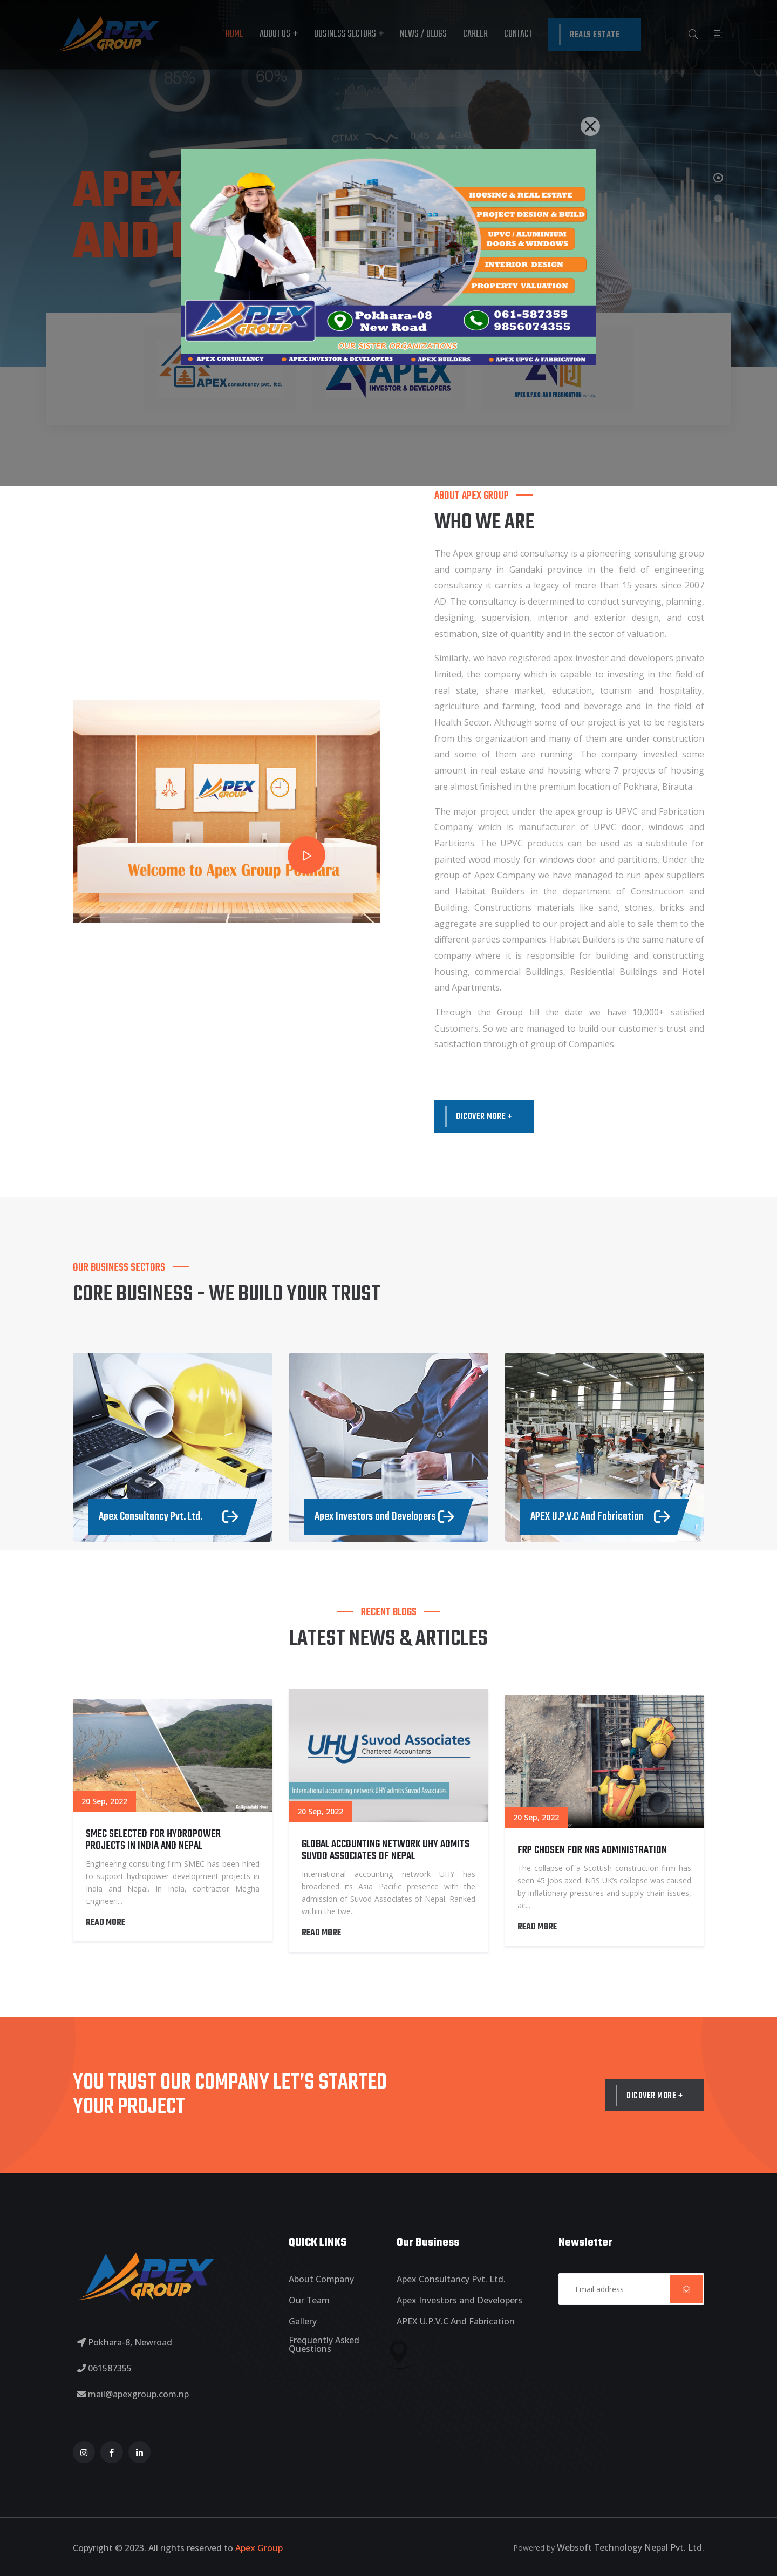 APEX GROUP
HOME
ABOUT US +
BUSINESS SECTORS +
NEWS / BLOGS
CAREER
CONTACT
REALS ESTATE
85%
60%
CTMX
0.45
APEX
AND
HOUSING & REAL ESTATE
PROJECT DESIGN & BUILD
UPVC / ALUMINIUM
DOORS & WINDOWS
INTERIOR DESIGN
PROPERTY VALUATION
APEX GROUP
Pokhara-08
New Road
061-587355
9856074355
OUR SISTER ORGANIZATIONS
APEX CONSULTANCY
APEX INVESTOR & DEVELOPERS
APEX BUILDERS
APEX UPVC & FABRICATION
APEX consultancy pvt. ltd.
APEX
INVESTOR & DEVELOPERS
APEX U.P.V.C. AND FABRICATION
ABOUT APEX GROUP
WHO WE ARE
The Apex group and consultancy is a pioneering consulting group
and company in Gandaki province in the field of engineering
consultancy it carries a legacy of more than 15 years since 2007
AD. The consultancy is determined to conduct surveying, planning,
designing, supervision, interior and exterior design, and cost
estimation, size of quantity and in the sector of valuation.
Similarly, we have registered apex investor and developers private
limited, the company which is capable to investing in the field of
real state, share market, education, tourism and hospitality,
agriculture and farming, food and beverage and in the field of
Health Sector. Although some of our project is yet to be registers
from this organization and many of them are under construction
and some of them are running. The company invested some
amount in real estate and housing where 7 projects of housing
are almost finished in the premium location of Pokhara, Birauta.
The major project under the apex group is UPVC and Fabrication
Company which is manufacturer of UPVC door, windows and
Partitions. The UPVC products can be used as a substitute for
painted wood mostly for windows door and partitions. Under the
group of Apex Company we have managed to run apex suppliers
and Habitat Builders in the department of Construction and
Building. Constructions materials like sand, stones, bricks and
aggregate are supplied to our project and able to sale them to the
different parties companies. Habitat Builders is the same nature of
company where it is responsible for building and constructing
housing, commercial Buildings, Residential Buildings and Hotel
and Apartments.
Through the Group till the date we have 10,000+ satisfied
Customers. So we are managed to build our customer's trust and
satisfaction through of group of Companies.
APEX GROUP
Welcome to Apex Group Pokhara
DICOVER MORE +
OUR BUSINESS SECTORS
CORE BUSINESS - WE BUILD YOUR TRUST
Apex Consultancy Pvt. Ltd.
Apex Investors and Developers
APEX U.P.V.C And Fabrication
RECENT BLOGS
LATEST NEWS & ARTICLES
20 Sep, 2022
SMEC SELECTED FOR HYDROPOWER
PROJECTS IN INDIA AND NEPAL
Engineering consulting firm SMEC has been hired
to support hydropower development projects in
India and Nepal. In India, contractor Megha
Engineeri...
READ MORE
UHY Suvod Associates
Chartered Accountants
International accounting network UHY admits Suvod Associates
20 Sep, 2022
GLOBAL ACCOUNTING NETWORK UHY ADMITS
SUVOD ASSOCIATES OF NEPAL
International accounting network UHY has
broadened its Asia Pacific presence with the
admission of Suvod Associates of Nepal. Ranked
within the twe...
READ MORE
20 Sep, 2022
FRP CHOSEN FOR NRS ADMINISTRATION
The collapse of a Scottish construction firm has
seen 45 jobs axed. NRS UK's collapse was caused
by inflationary pressures and supply chain issues,
ac...
READ MORE
YOU TRUST OUR COMPANY LET'S STARTED
YOUR PROJECT
DICOVER MORE +
APEX GROUP
Pokhara-8, Newroad
061587355
mail@apexgroup.com.np
QUICK LINKS
About Company
Our Team
Gallery
Frequently Asked
Questions
Our Business
Apex Consultancy Pvt. Ltd.
Apex Investors and Developers
APEX U.P.V.C And Fabrication
Newsletter
Email address
Copyright © 2023. All rights reserved to Apex Group
Powered by Websoft Technology Nepal Pvt. Ltd.